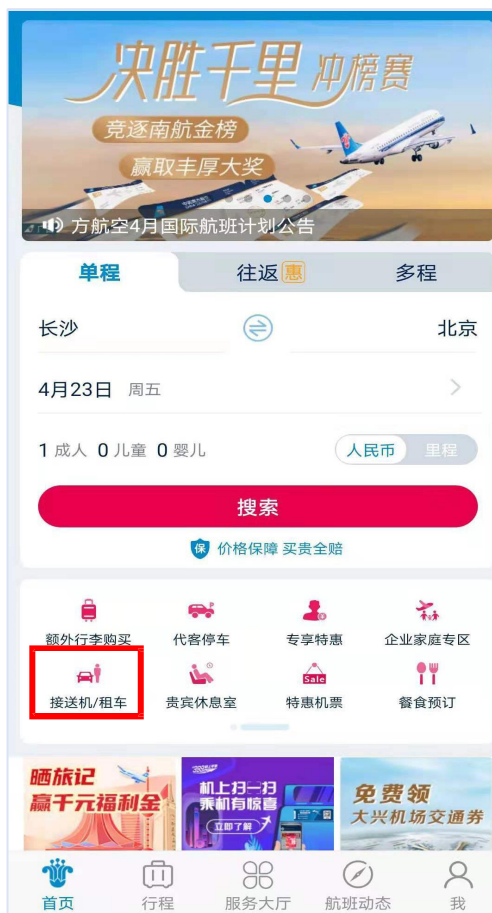 决胜千里 冲榜赛
竞逐南航金榜
赢取丰厚大奖
方航空4月国际航班计划公告
单程 往返 惠 多程
长沙 北京
4月23日 周五
1 成人 0 儿童 0 婴儿 人民币 里程
搜索
保 价格保障 买贵全赔
额外行李购买 代客停车 专享特惠 企业家庭专区
Sale
接送机/租车 贵宾休息室 特惠机票 餐食预订
晒旅记
赢千元福利金
机上扫一扫
乘机有惊喜
立即了解
免费领
大兴机场交通券
首页 行程 服务大厅 航班动态 我